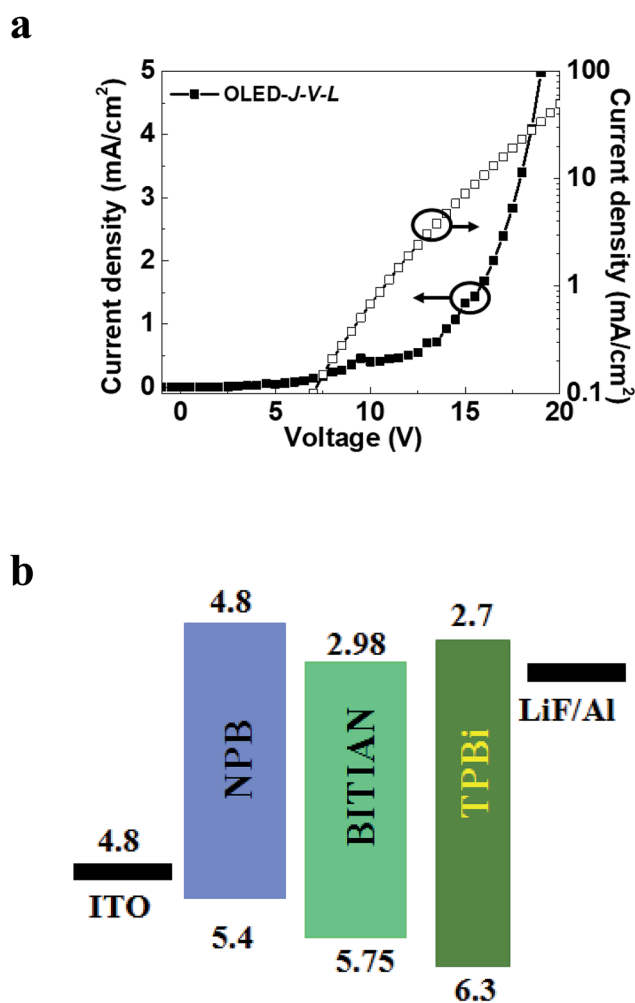 a
OLED-J-V-L
Current density (mA/cm²)
5
4
3
2
1
0
100
10
1
0.1
Current density (mA/cm²)
0
5
10
15
20
Voltage (V)
b
4.8
NPB
5.4
2.98
BITIAN
5.75
2.7
TPBi
6.3
LiF/Al
4.8
ITO